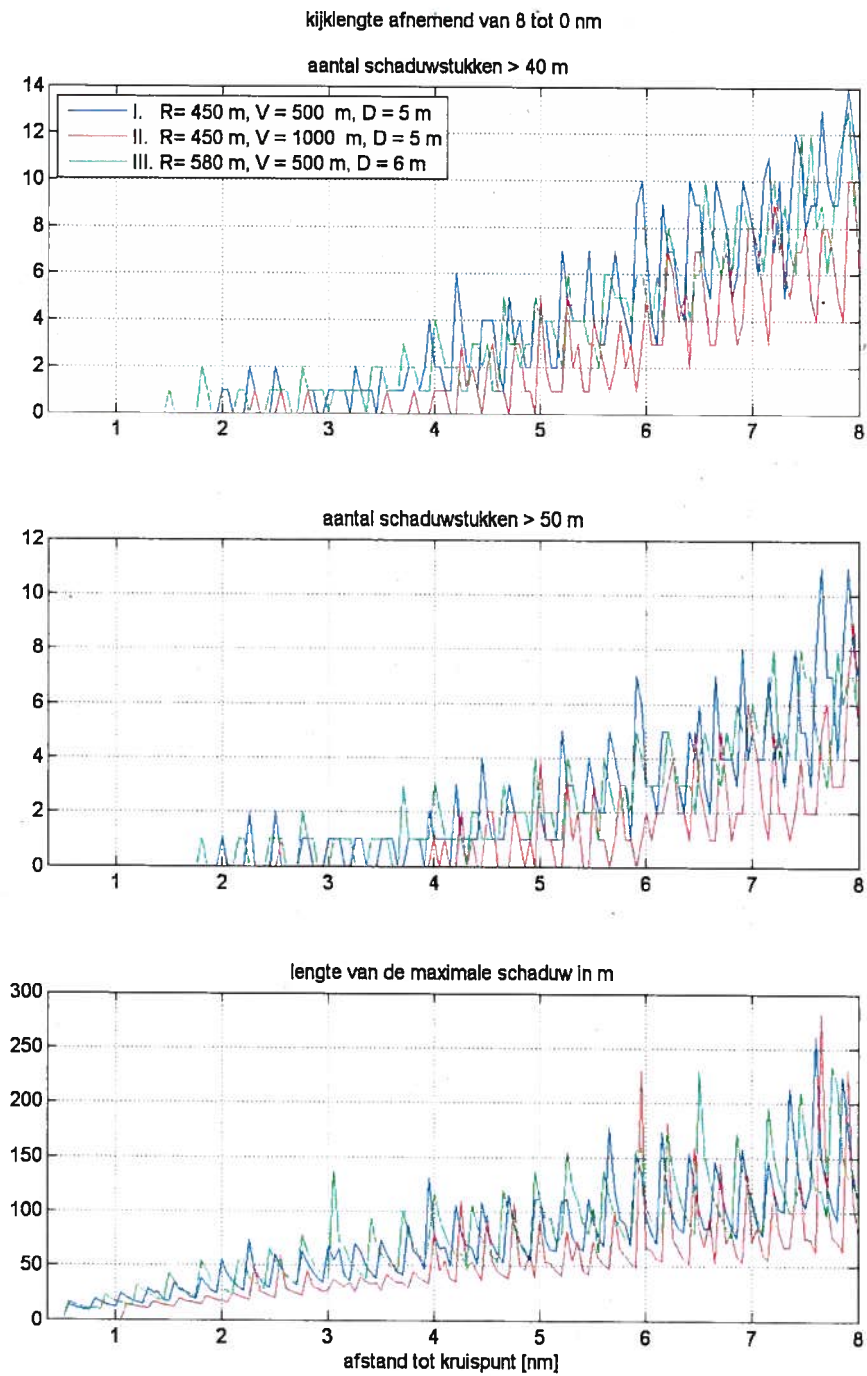 kijklengte afnemend van 8 tot 0 nm
aantal schaduwstukken > 40 m
14
12
10
8
6
4
2
0
I. R= 450 m, V = 500 m, D = 5 m
II. R= 450 m, V = 1000 m, D = 5 m
III. R= 580 m, V = 500 m, D = 6 m
1 2 3 4 5 6 7 8
aantal schaduwstukken > 50 m
12
10
8
6
4
2
0
1 2 3 4 5 6 7 8
lengte van de maximale schaduw in m
300
250
200
150
100
50
0
1 2 3 4 5 6 7 8
afstand tot kruispunt [nm]